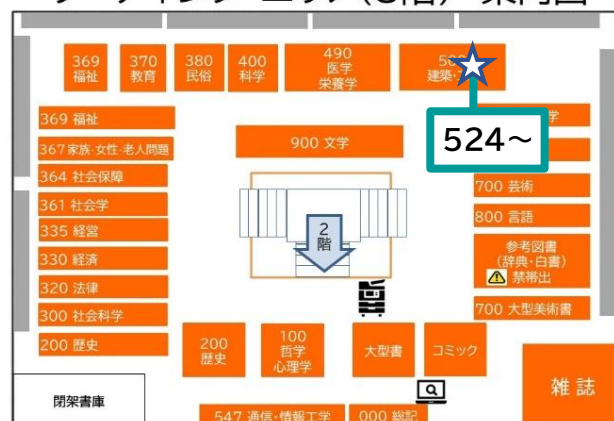 369
福祉
370
教育
380
民俗
400
科学
490
医学
栄養学
建築・
524～
369 福祉
367 家族・女性・老人問題
364 社会保障
361 社会学
335 経営
330 経済
320 法律
300 社会科学
200 歴史
900 文学
2
階
学
700 芸術
800 言語
参考図書
(辞典・白書)
禁帯出
700 大型美術書
200
歴史
100
哲学
心理学
大型書
コミック
雑誌
閉架書庫
547 通信・情報工学
000 総記